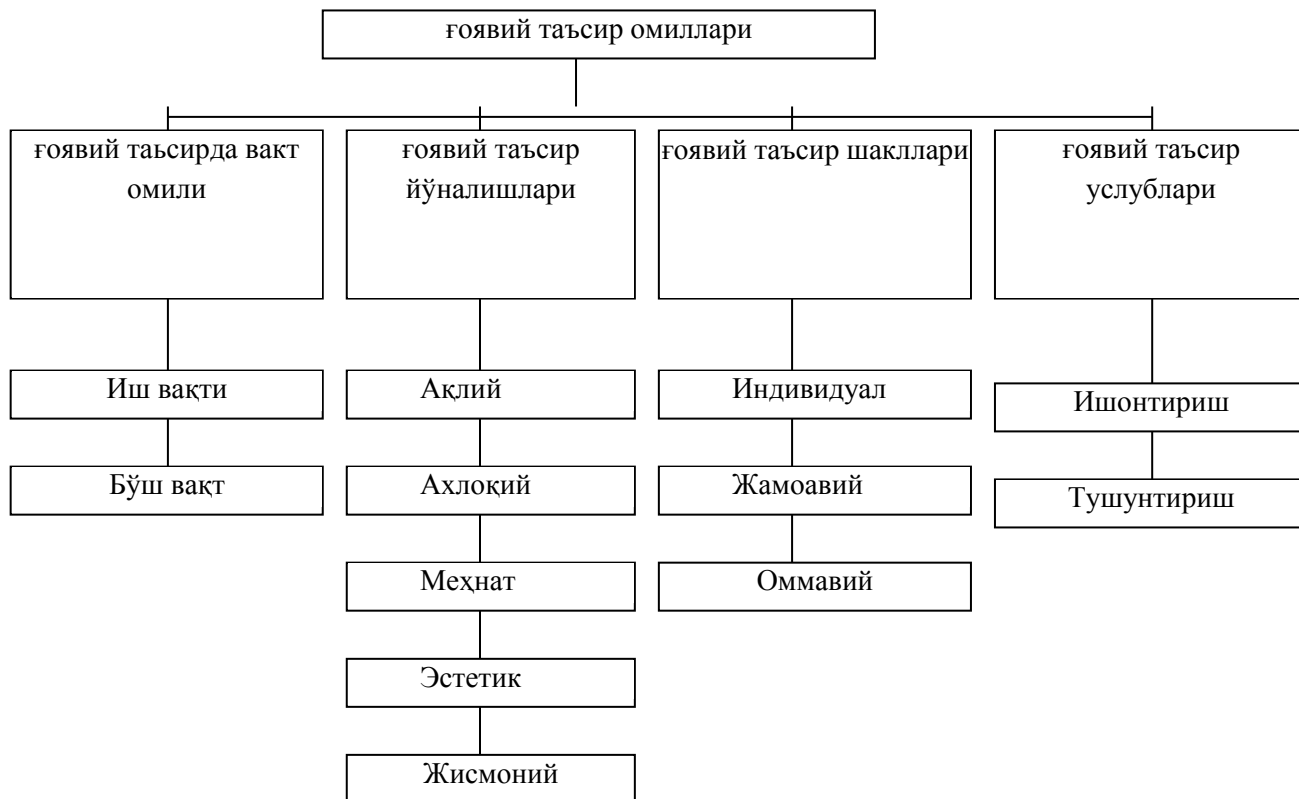 ғоявий таъсир омиллари
ғоявий таьсирда вакт
омили
ғоявий таъсир
йўналишлари
ғоявий таъсир шакллари
ғоявий таъсир
услублари
Иш вақти
Бўш вақт
Ақлий
Ахлоқий
Меҳнат
Эстетик
Жисмоний
Индивидуал
Жамоавий
Оммавий
Ишонтириш
Тушунтириш